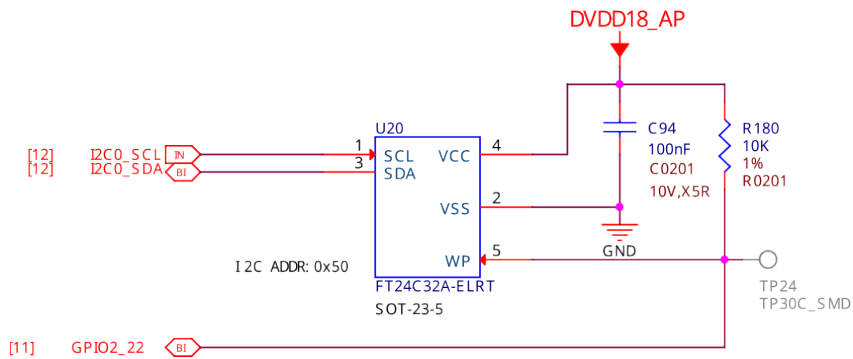 DVDD18_AP
U20
C94
100nF
C0201
10V,X5R
R180
10K
1%
R0201
[12] I2C0_SCL IN 1 SCL VCC 4
[12] I2C0_SDA BI 3 SDA
VSS 2
GND
I2C ADDR: 0x50
WP 5
FT24C32A-ELRT
SOT-23-5
TP24
TP30C_SMD
[11] GPIO2_22 BI